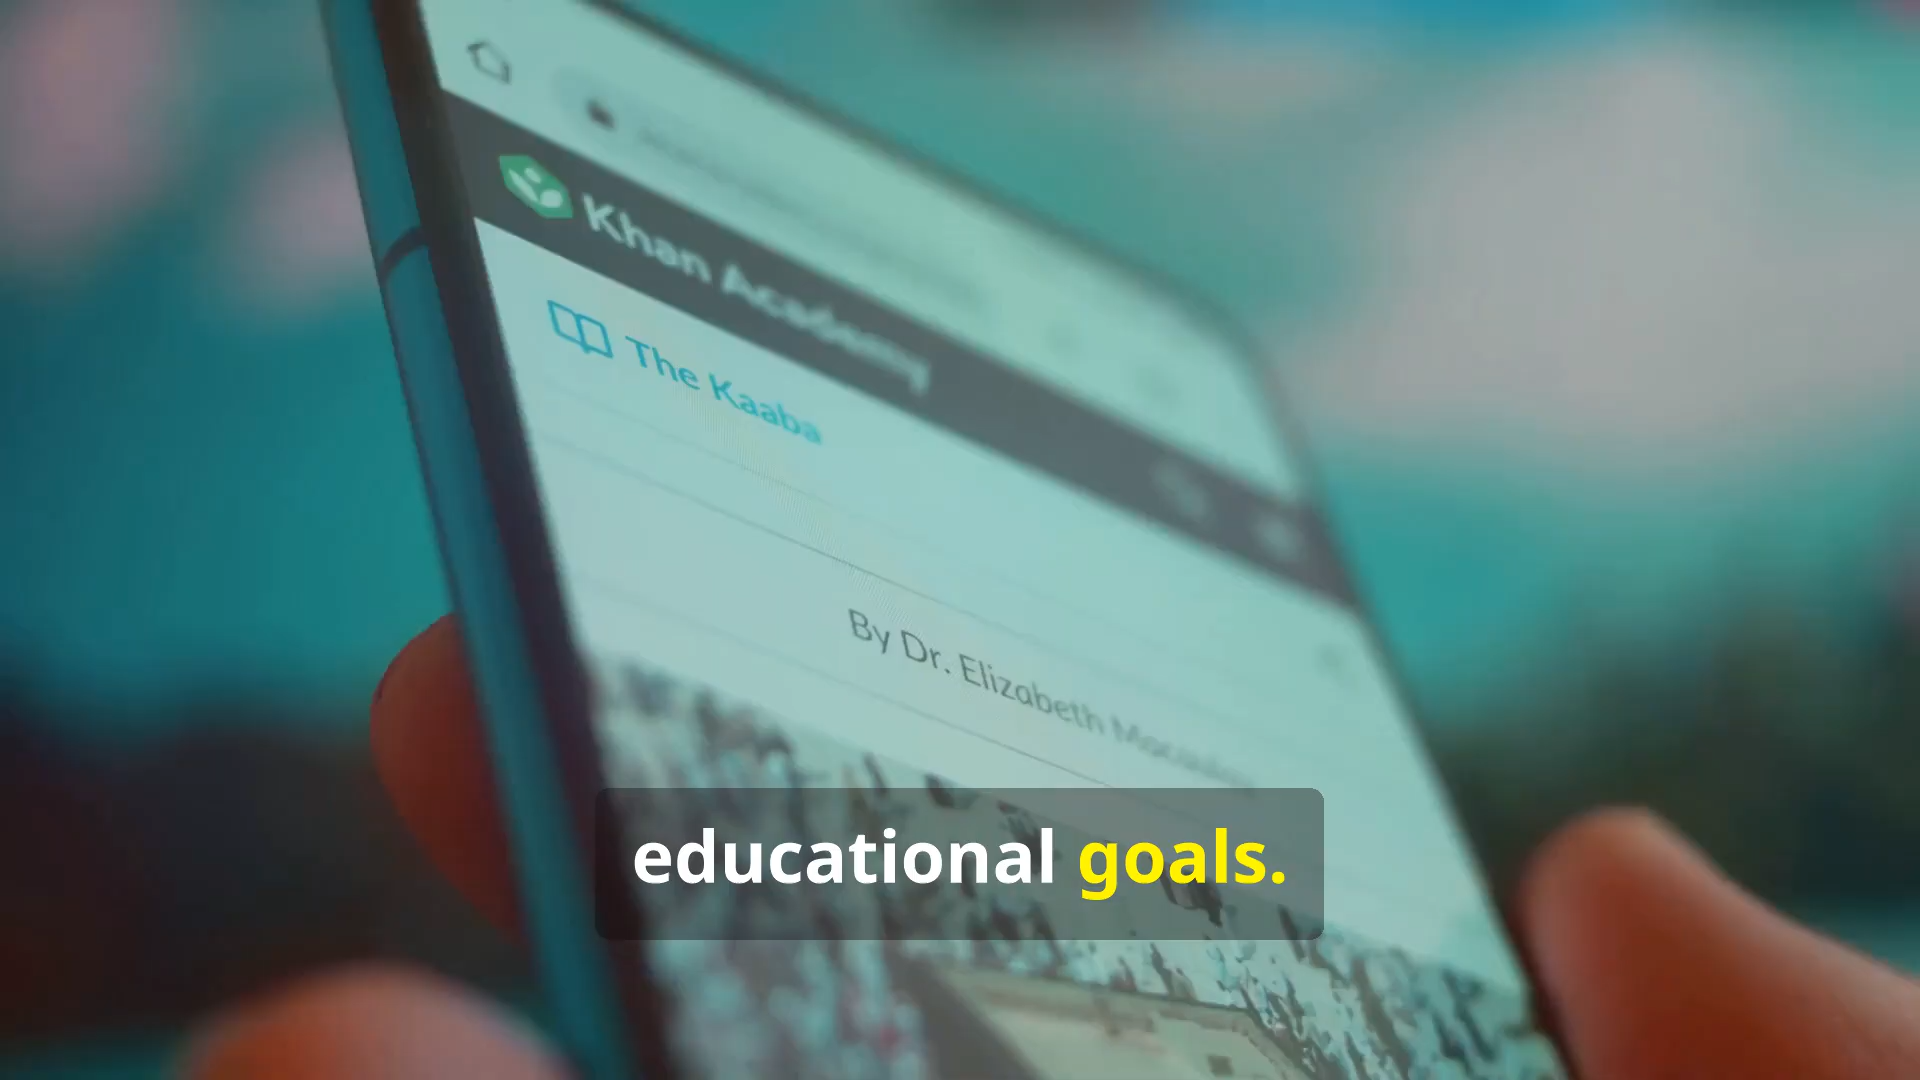 Khan Academy
The Kaaba
By Dr. Elizabeth
educational goals.